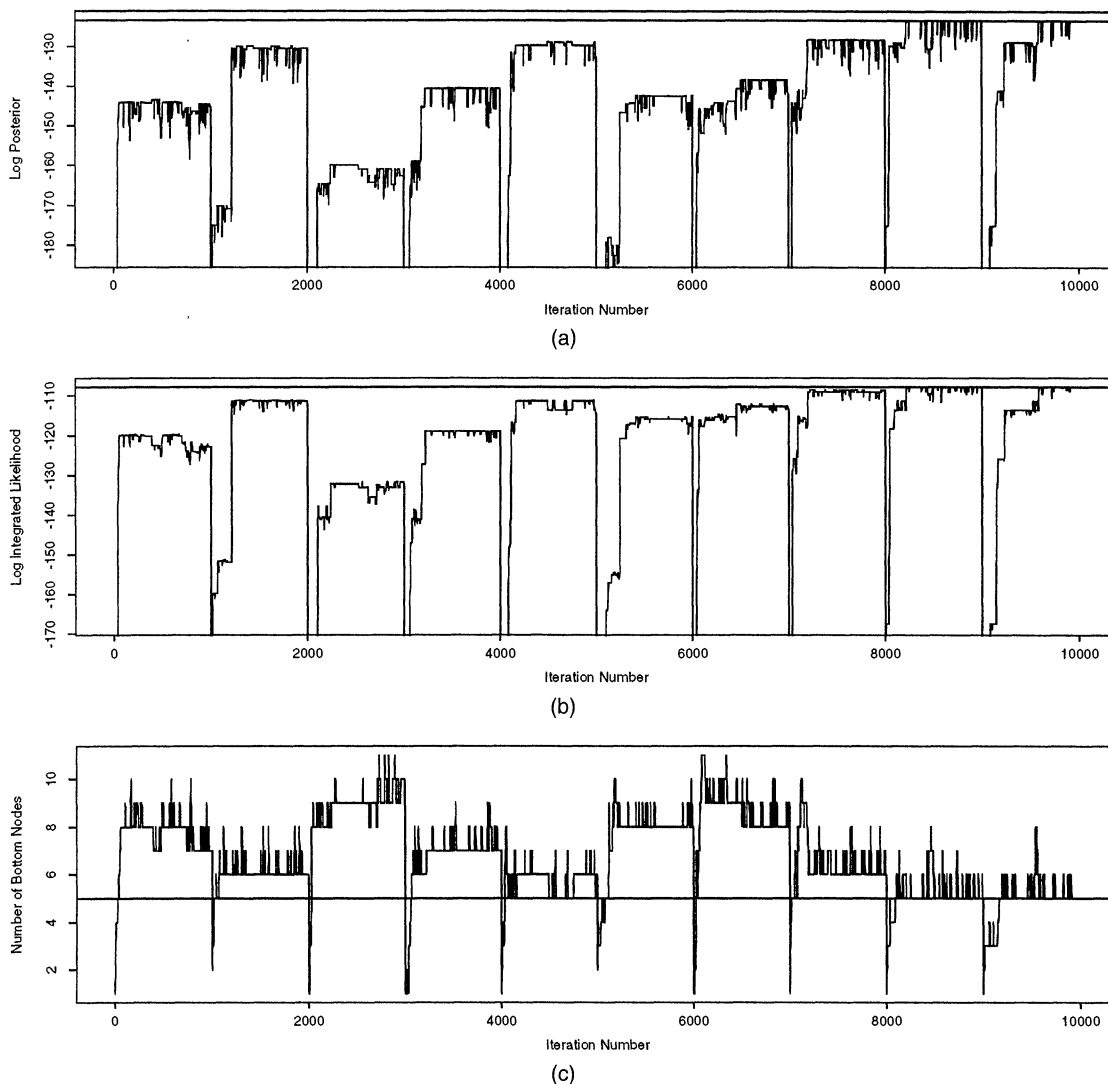 Log Posterior
-130
-140
-150
-160
-170
-180
0 2000 4000 6000 8000 10000
Iteration Number
(a)
Log Integrated Likelihood
-110
-120
-130
-140
-150
-160
-170
0 2000 4000 6000 8000 10000
Iteration Number
(b)
Number of Bottom Nodes
10
8
6
4
2
0 2000 4000 6000 8000 10000
Iteration Number
(c)